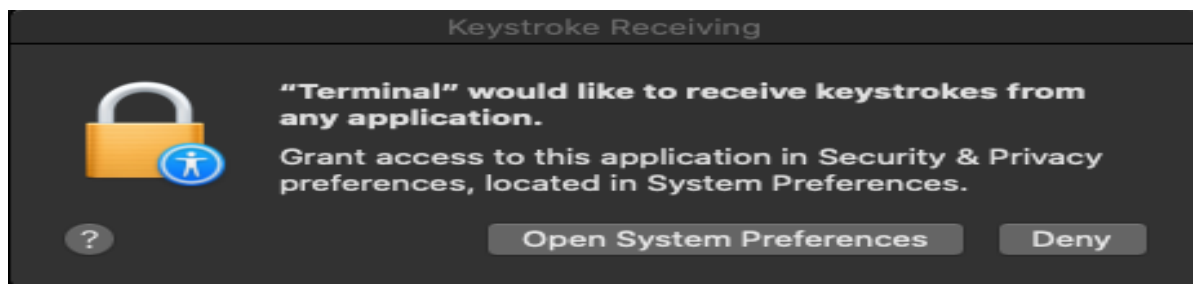 Keystroke Receiving
“Terminal” would like to receive keystrokes from
any application.
Grant access to this application in Security & Privacy
preferences, located in System Preferences.
?
Open System Preferences
Deny